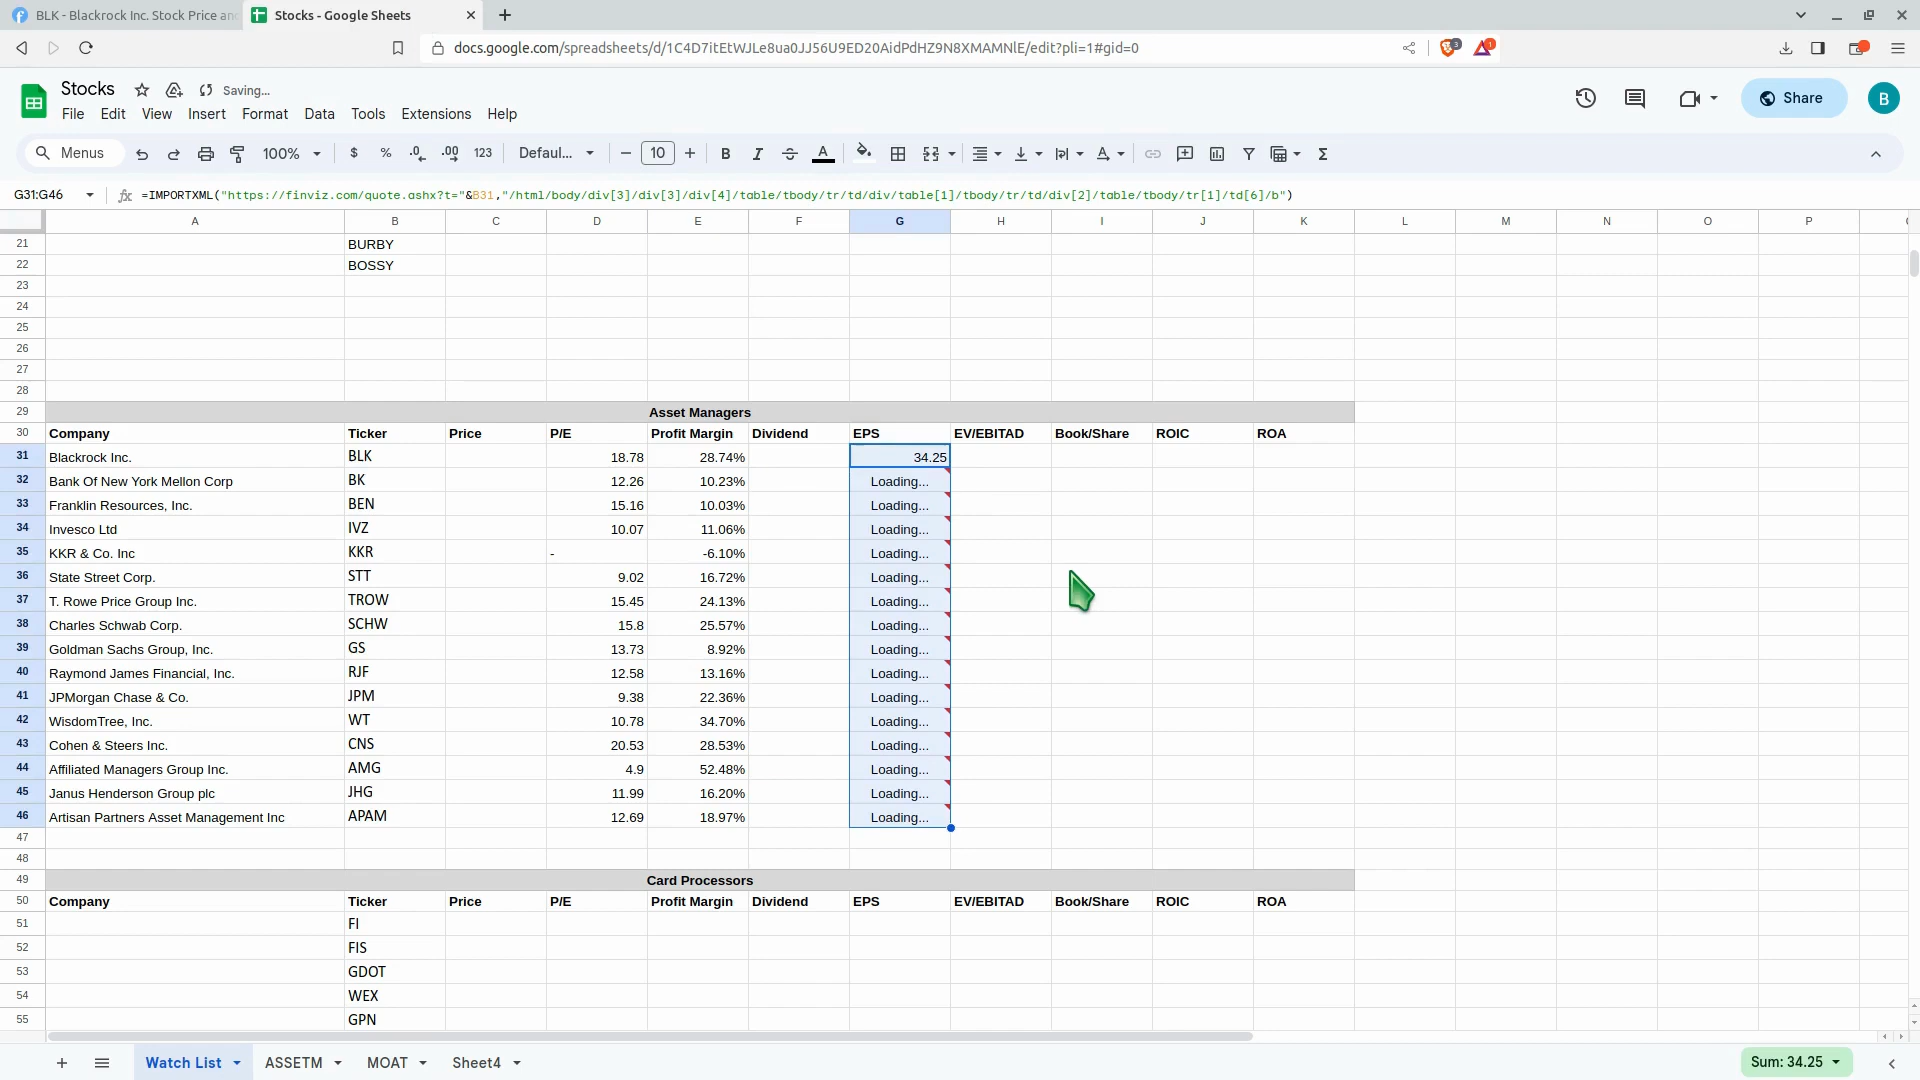 BLK - Blackrock Inc. Stock Price an
Stocks - Google Sheets
docs.google.com/spreadsheets/d/1C4D7itEtWJLe8ua0JJ56U9ED20AidPdHZ9N8XMAMNlE/edit?pli=1#gid=0
3
1
Stocks
Saving...
File Edit View Insert Format Data Tools Extensions Help
Share
B
Menus
100%
$ % .0 .00 123
Defaul...
10
B I A
G31:G46
=IMPORTXML("https://finviz.com/quote.ashx?t="&B31,"/html/body/div[3]/div[3]/div[4]/table/tbody/tr/td/div/table[1]/tbody/tr/td/div[2]/table/tbody/tr[1]/td[6]/b")
A B C D E F G H I J K L M N O P
21 BURBY
22 BOSSY
23
24
25
26
27
28
29 Asset Managers
30 Company Ticker Price P/E Profit Margin Dividend EPS EV/EBITAD Book/Share ROIC ROA
31 Blackrock Inc. BLK 18.78 28.74% 34.25
32 Bank Of New York Mellon Corp BK 12.26 10.23% Loading...
33 Franklin Resources, Inc. BEN 15.16 10.03% Loading...
34 Invesco Ltd IVZ 10.07 11.06% Loading...
35 KKR & Co. Inc KKR - -6.10% Loading...
36 State Street Corp. STT 9.02 16.72% Loading...
37 T. Rowe Price Group Inc. TROW 15.45 24.13% Loading...
38 Charles Schwab Corp. SCHW 15.8 25.57% Loading...
39 Goldman Sachs Group, Inc. GS 13.73 8.92% Loading...
40 Raymond James Financial, Inc. RJF 12.58 13.16% Loading...
41 JPMorgan Chase & Co. JPM 9.38 22.36% Loading...
42 WisdomTree, Inc. WT 10.78 34.70% Loading...
43 Cohen & Steers Inc. CNS 20.53 28.53% Loading...
44 Affiliated Managers Group Inc. AMG 4.9 52.48% Loading...
45 Janus Henderson Group plc JHG 11.99 16.20% Loading...
46 Artisan Partners Asset Management Inc APAM 12.69 18.97% Loading...
47
48
49 Card Processors
50 Company Ticker Price P/E Profit Margin Dividend EPS EV/EBITAD Book/Share ROIC ROA
51 FI
52 FIS
53 GDOT
54 WEX
55 GPN
Watch List ASSETM MOAT Sheet4
Sum: 34.25